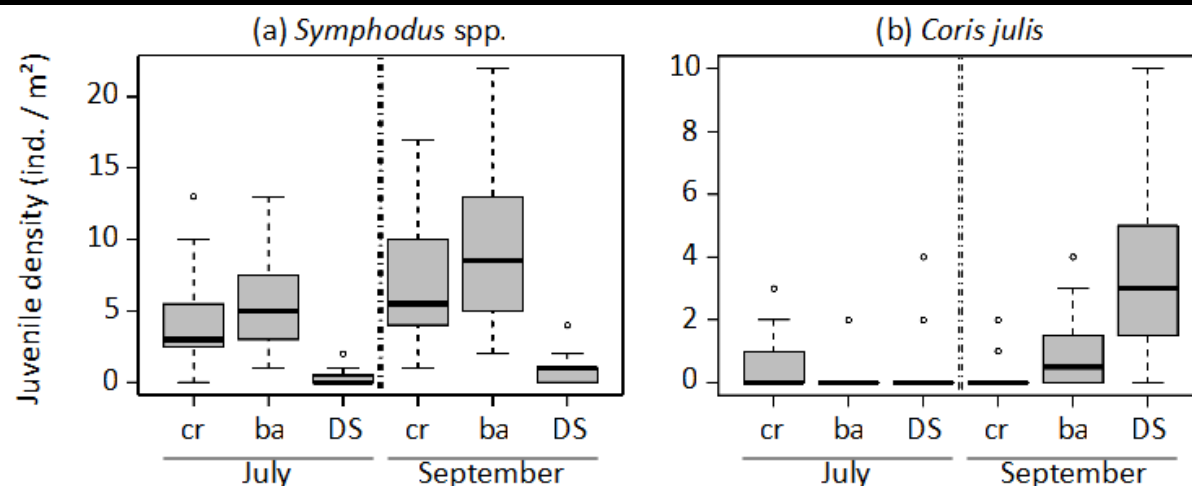 (a) Symphodus spp.
Juvenile density (ind. / m²)
20
15
10
5
0
cr ba DS cr ba DS
July September
(b) Coris julis
10
8
6
4
2
0
cr ba DS cr ba DS
July September